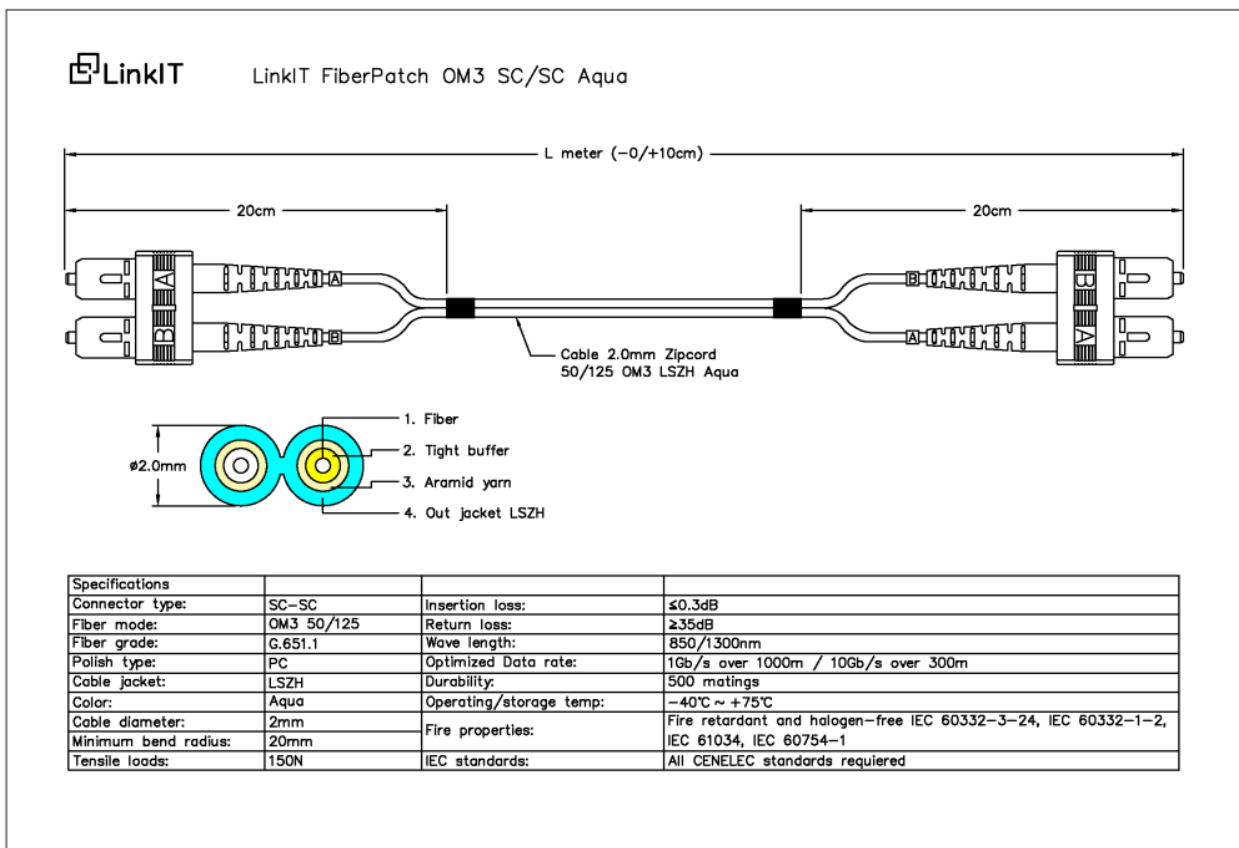 LinkIT
LinkIT FiberPatch OM3 SC/SC Aqua
L meter (-0/+10cm)
20cm
20cm
A
B
A
B
B
A
B
A
Cable 2.0mm Zipcord
50/125 OM3 LSZH Aqua
ø2.0mm
1. Fiber
2. Tight buffer
3. Aramid yarn
4. Out jacket LSZH
Specifications
Connector type: SC-SC Insertion loss: ≤0.3dB
Fiber mode: OM3 50/125 Return loss: ≥35dB
Fiber grade: G.651.1 Wave length: 850/1300nm
Polish type: PC Optimized Data rate: 1Gb/s over 1000m / 10Gb/s over 300m
Cable jacket: LSZH Durability: 500 matings
Color: Aqua Operating/storage temp: -40℃ ~ +75℃
Cable diameter: 2mm Fire properties: Fire retardant and halogen-free IEC 60332-3-24, IEC 60332-1-2,
Minimum bend radius: 20mm IEC 61034, IEC 60754-1
Tensile loads: 150N IEC standards: All CENELEC standards requiered